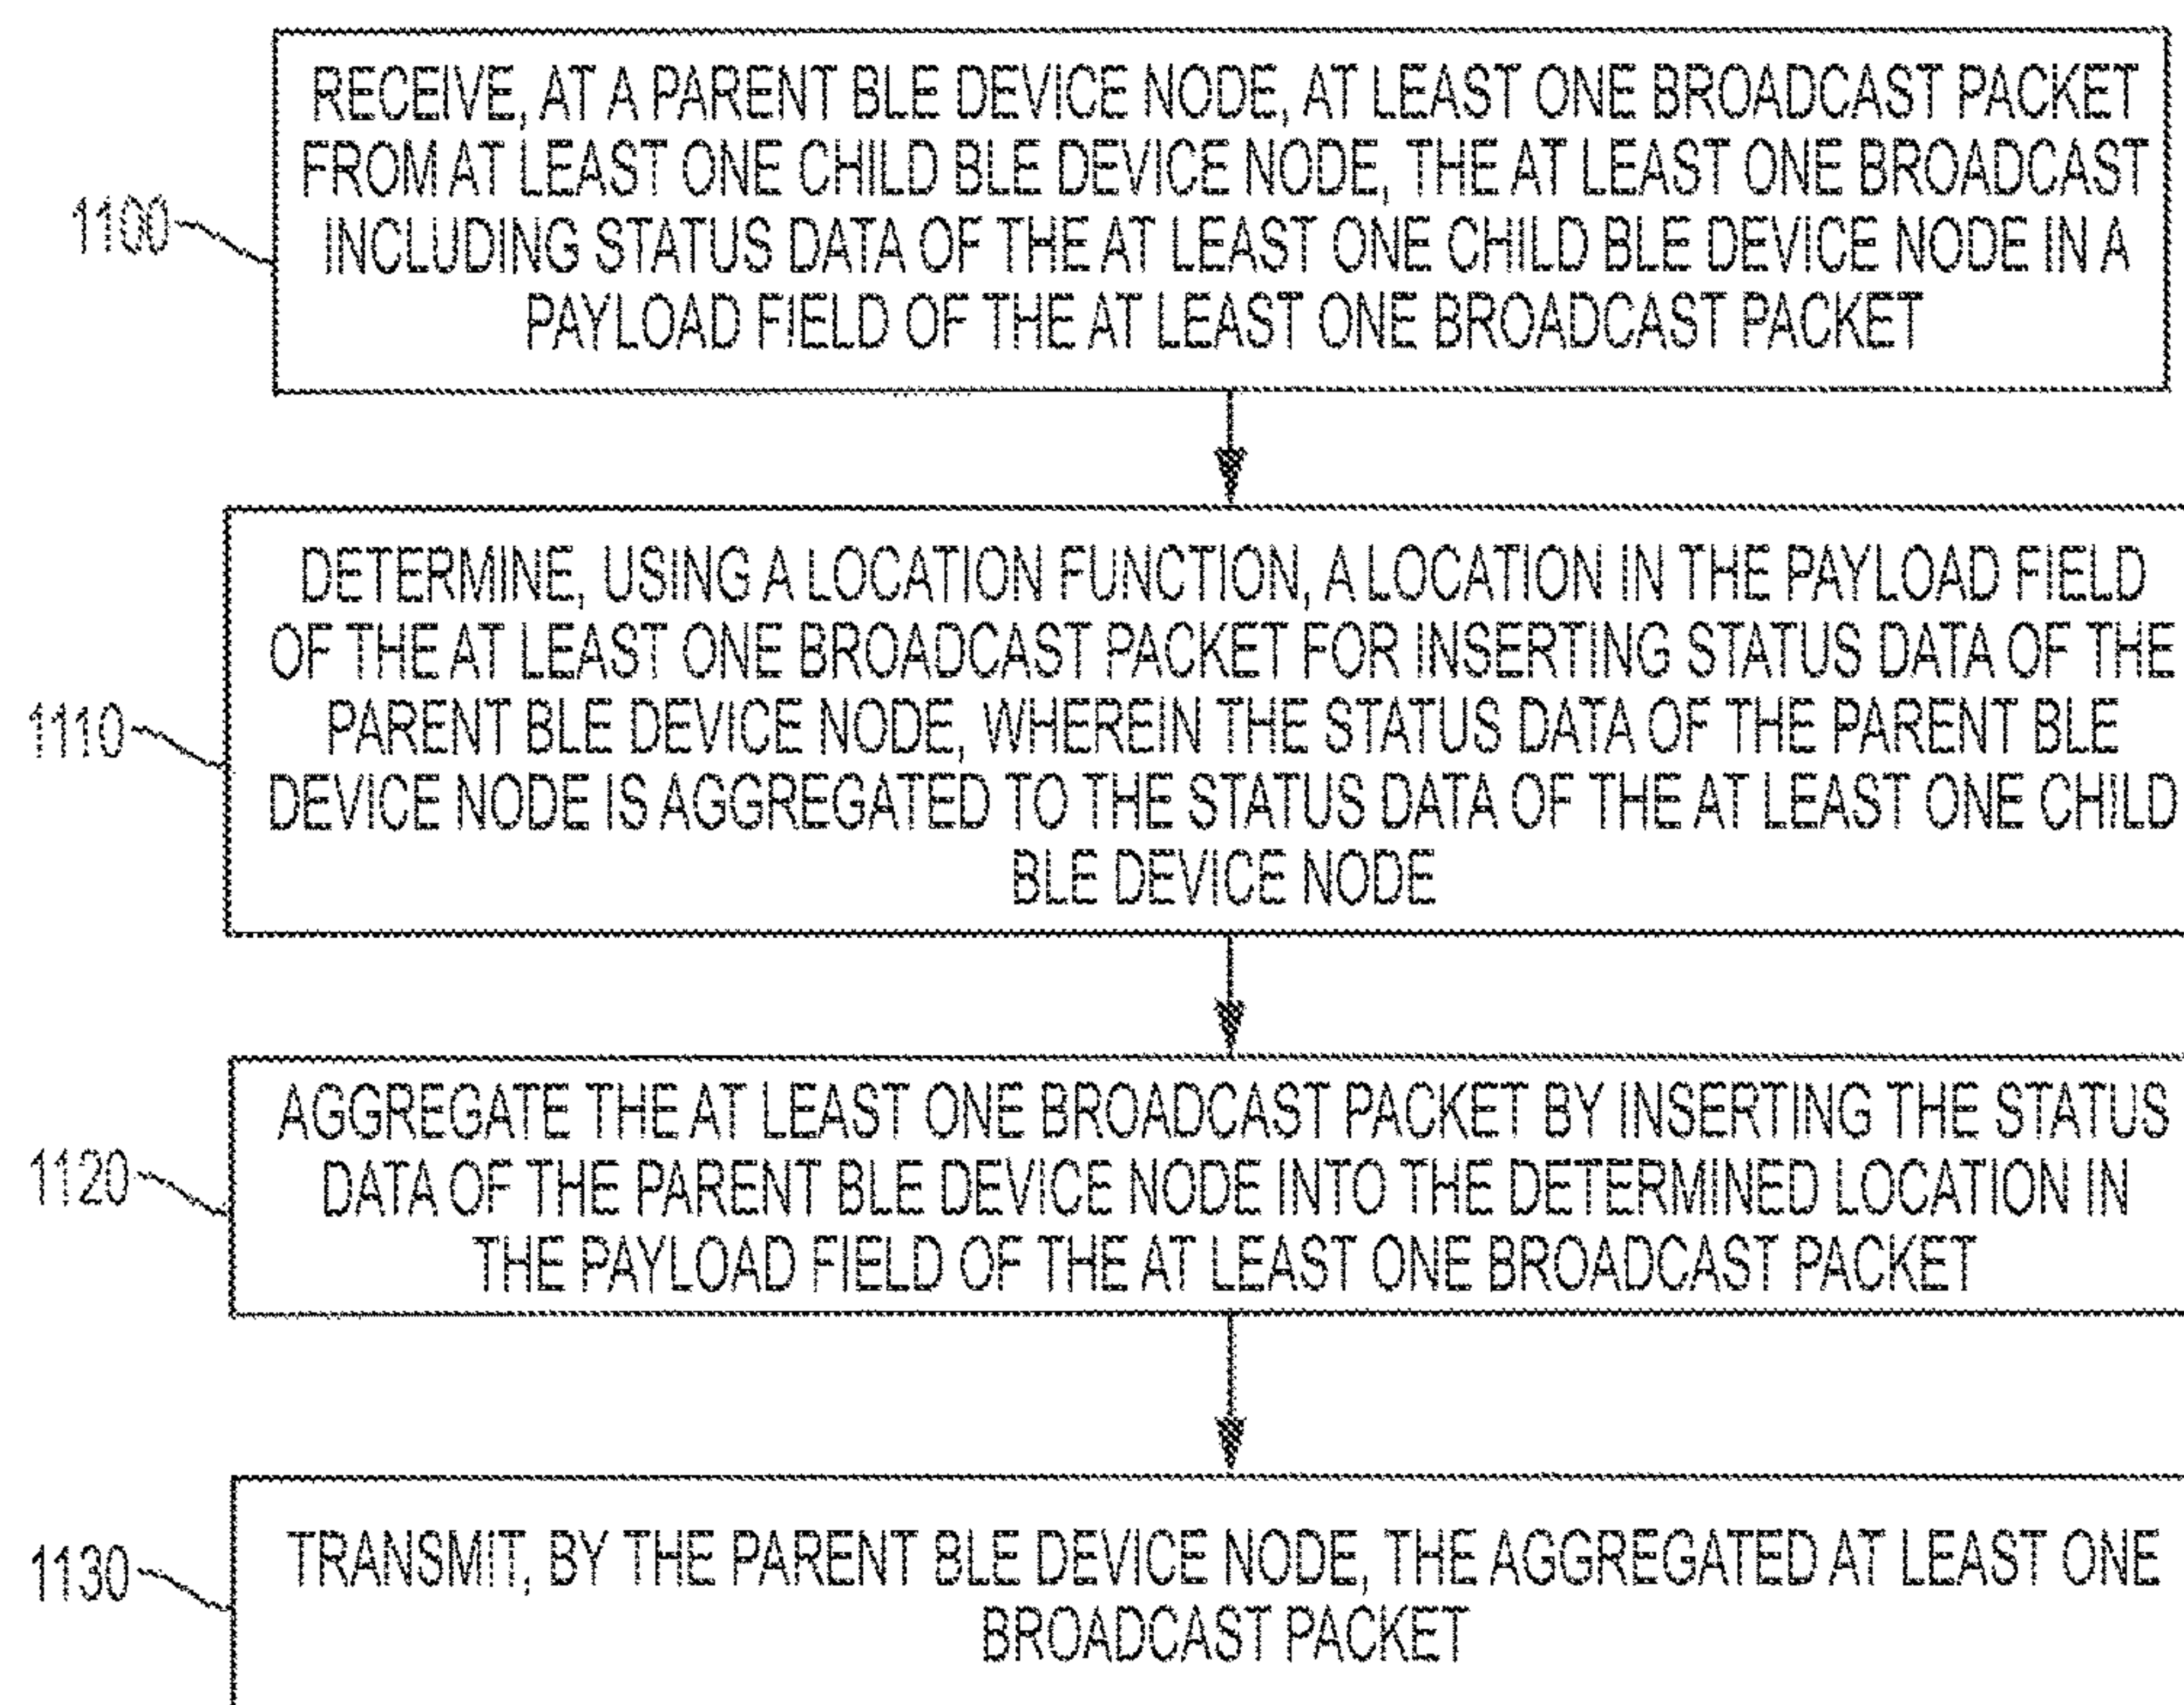 RECEIVE, AT A PARENT BLE DEVICE NODE, AT LEAST ONE BROADCAST PACKET
FROM AT LEAST ONE CHILD BLE DEVICE NODE, THE AT LEAST ONE BROADCAST
INCLUDING STATUS DATA OF THE AT LEAST ONE CHILD BLE DEVICE NODE IN A
PAYLOAD FIELD OF THE AT LEAST ONE BROADCAST PACKET
1100
DETERMINE, USING A LOCATION FUNCTION, A LOCATION IN THE PAYLOAD FIELD
OF THE AT LEAST ONE BROADCAST PACKET FOR INSERTING STATUS DATA OF THE
PARENT BLE DEVICE NODE, WHEREIN THE STATUS DATA OF THE PARENT BLE
DEVICE NODE IS AGGREGATED TO THE STATUS DATA OF THE AT LEAST ONE CHILD
BLE DEVICE NODE
1110
AGGREGATE THE AT LEAST ONE BROADCAST PACKET BY INSERTING THE STATUS
DATA OF THE PARENT BLE DEVICE NODE INTO THE DETERMINED LOCATION IN
THE PAYLOAD FIELD OF THE AT LEAST ONE BROADCAST PACKET
1120
TRANSMIT, BY THE PARENT BLE DEVICE NODE, THE AGGREGATED AT LEAST ONE
BROADCAST PACKET
1130